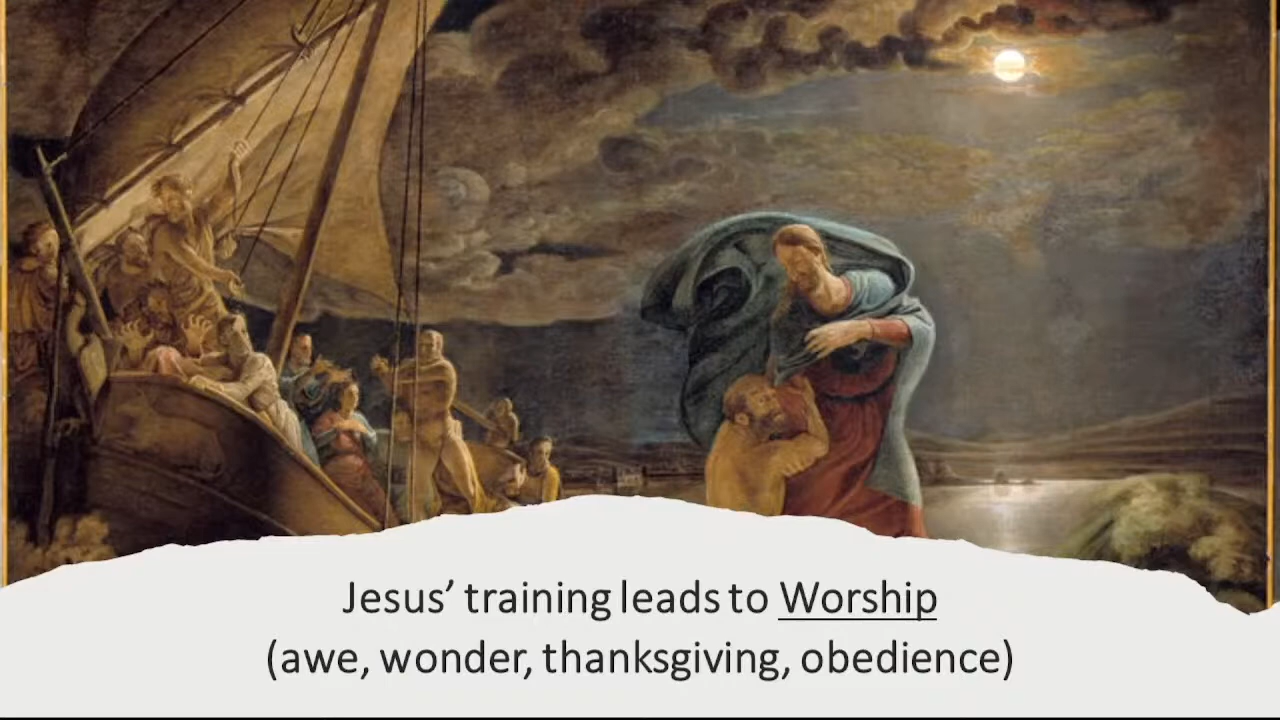 Jesus’ training leads to Worship
(awe, wonder, thanksgiving, obedience)